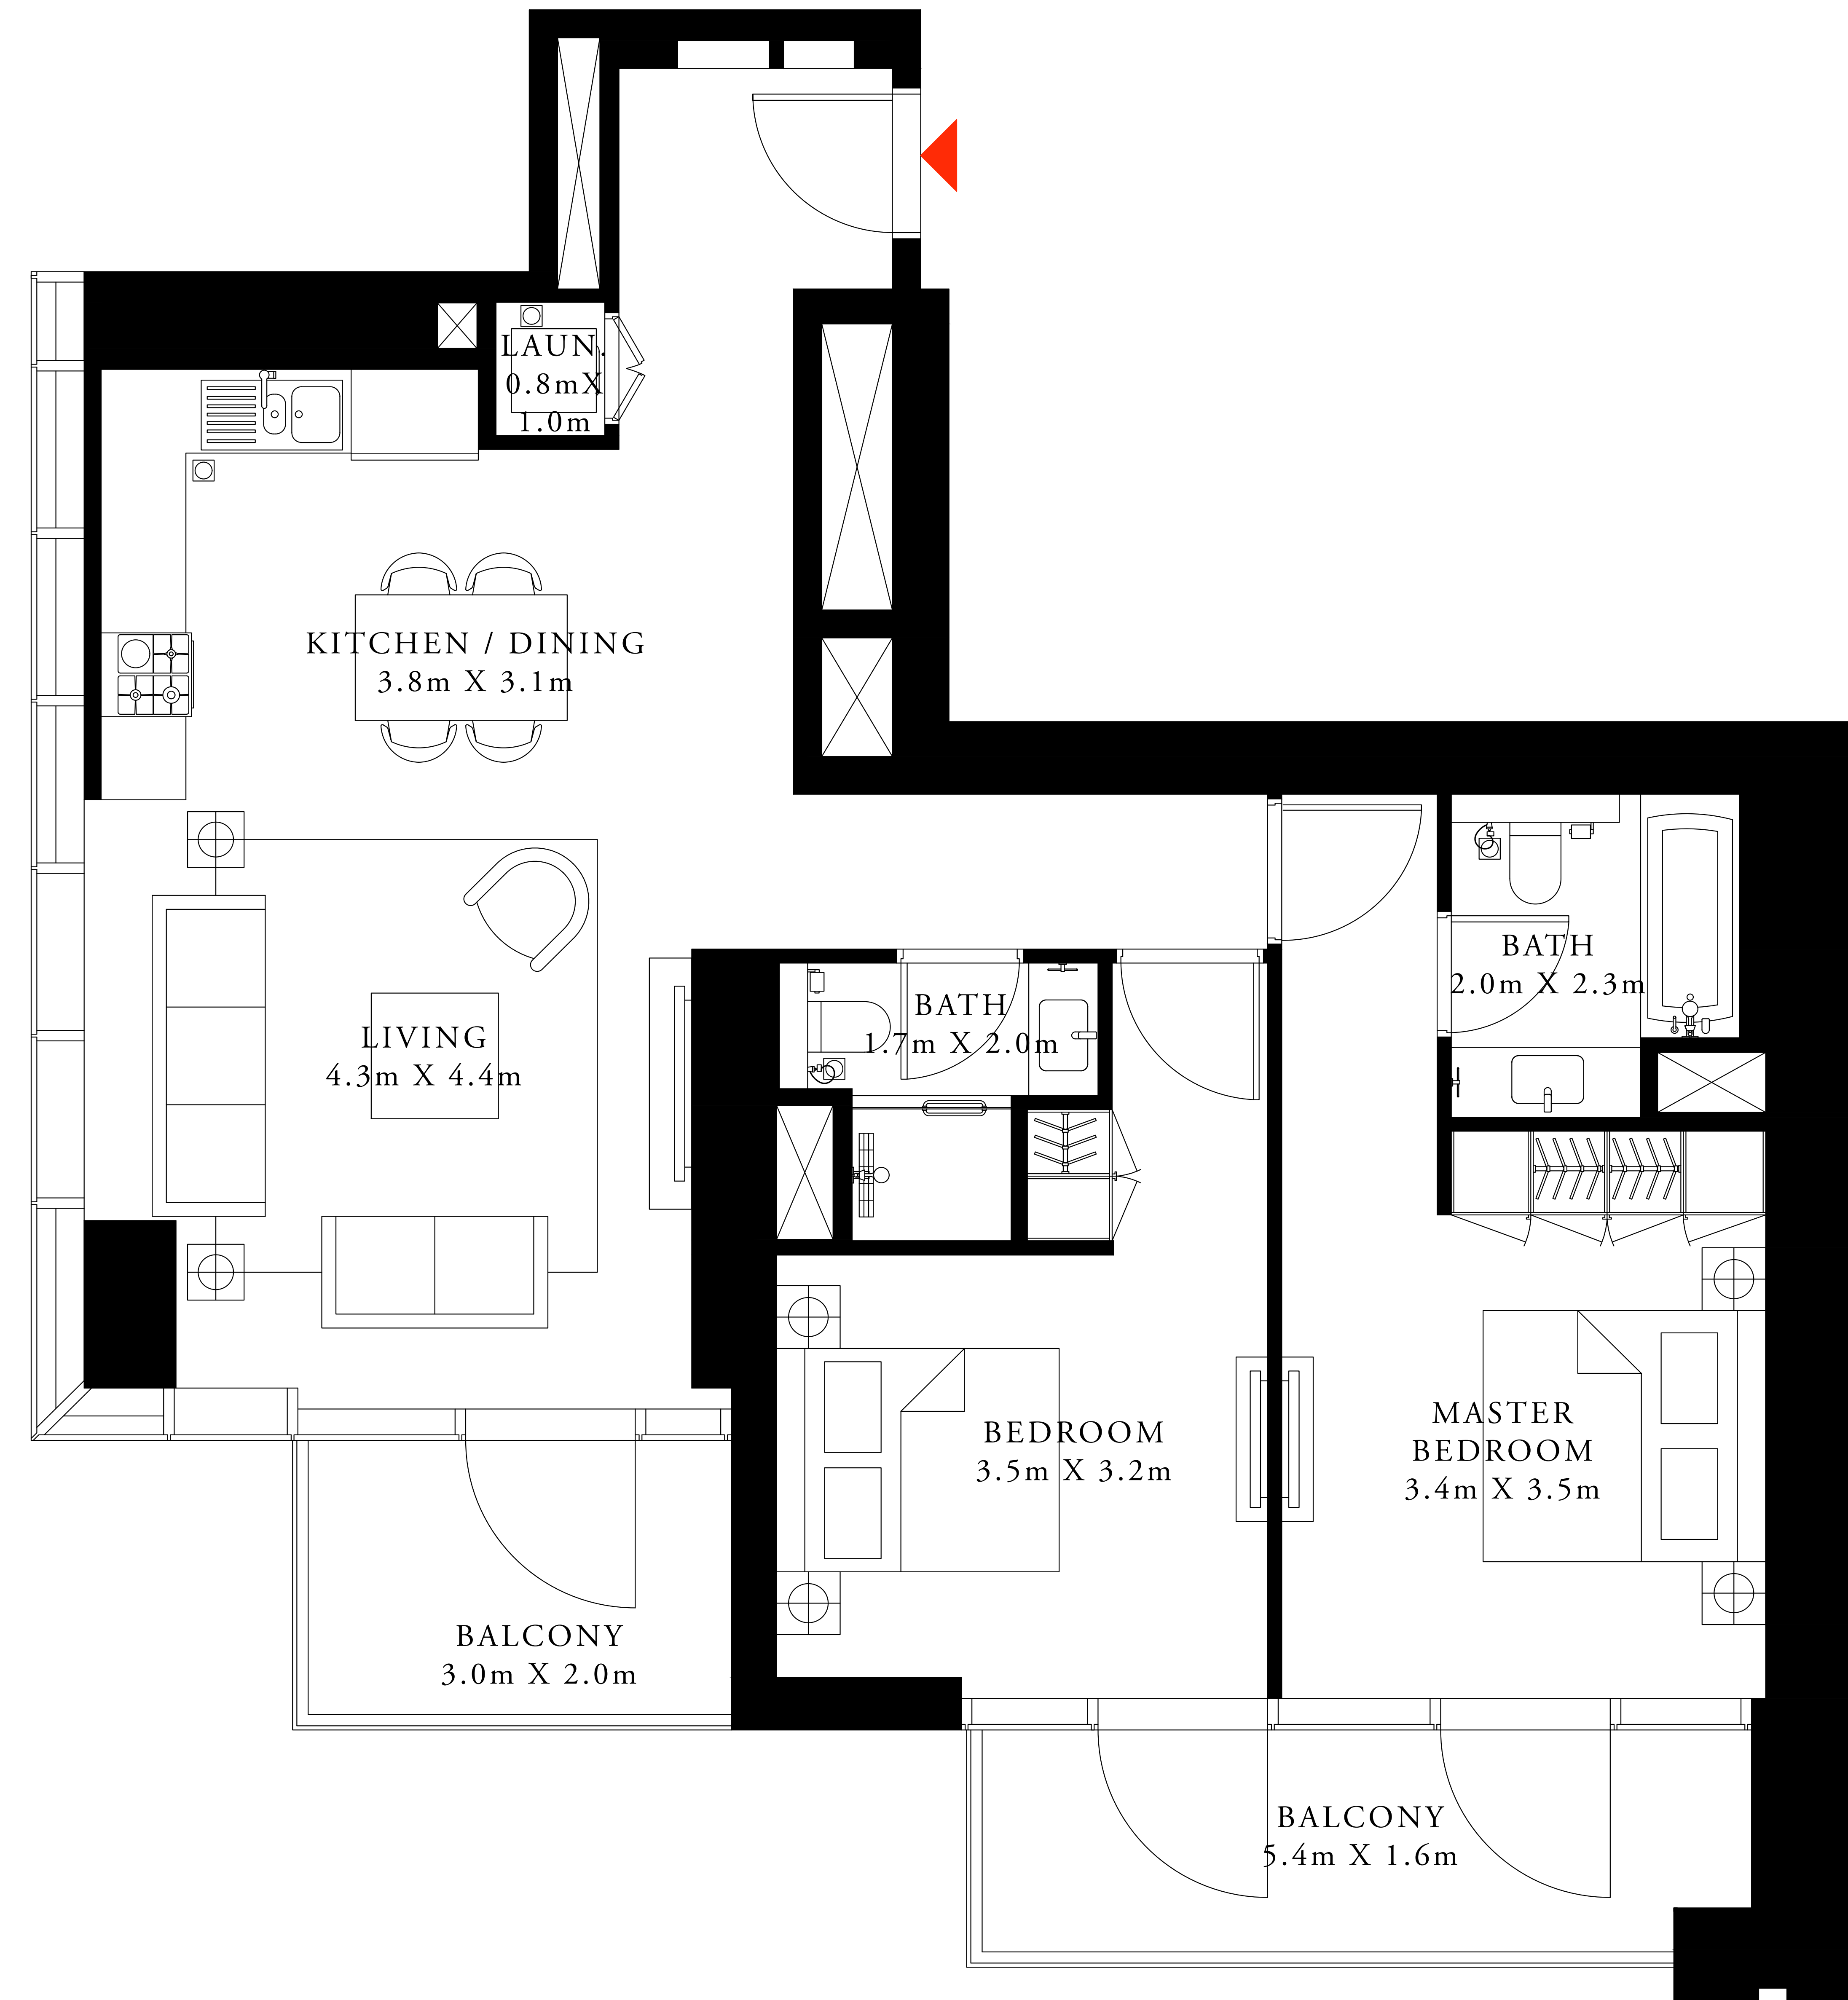 LAUN.
0.8mX
1.0m
KITCHEN / DINING
3.8m X 3.1m
BATH
2.0m X 2.3m
BATH
1.7m X 2.0m
LIVING
4.3m X 4.4m
BEDROOM
3.5m X 3.2m
MASTER
BEDROOM
3.4m X 3.5m
BALCONY
3.0m X 2.0m
BALCONY
5.4m X 1.6m